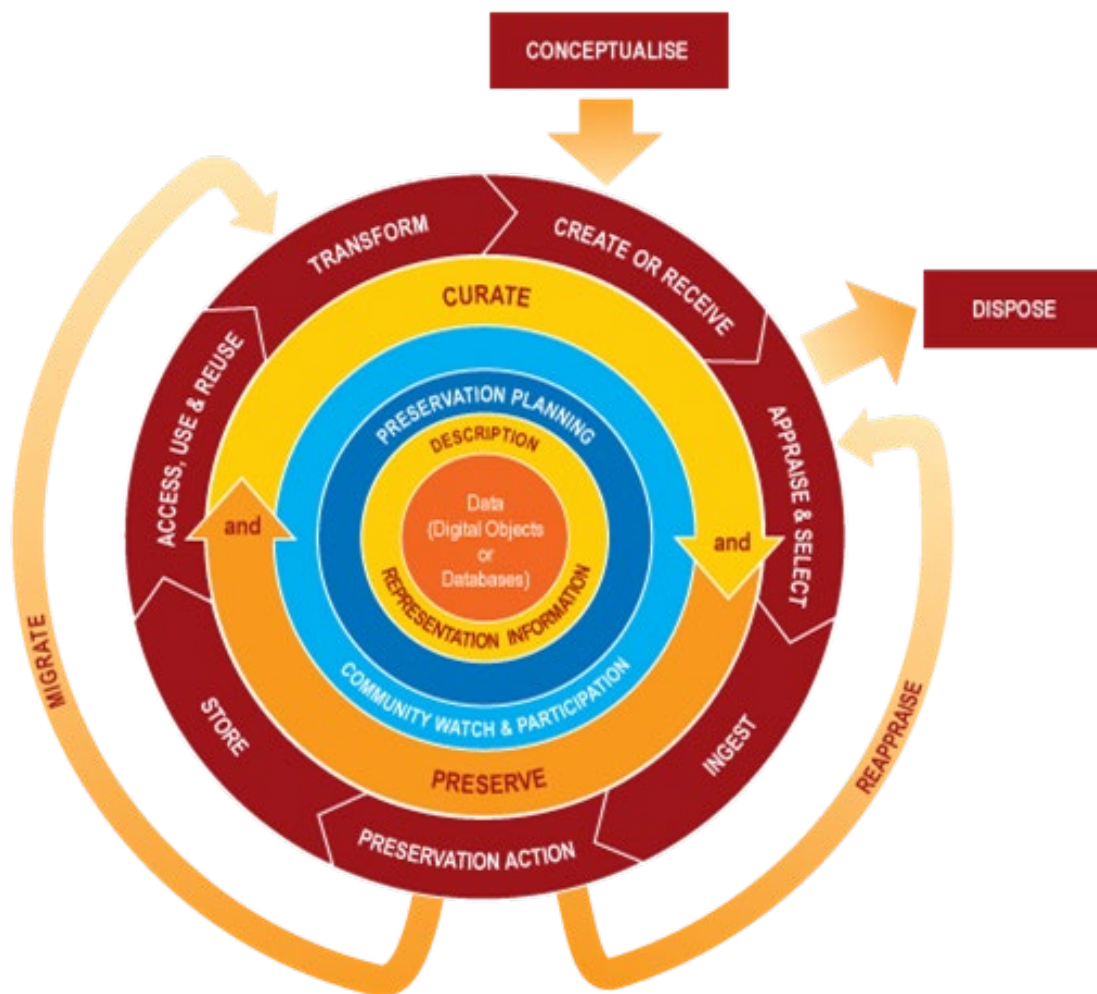 CONCEPTUALISE
CREATE OR RECEIVE
DISPOSE
APPRAISE & SELECT
INGEST
PRESERVATION ACTION
STORE
ACCESS, USE & REUSE
TRANSFORM
MIGRATE
REAPPRAISE
CURATE
and
PRESERVE
and
COMMUNITY WATCH & PARTICIPATION
PRESERVATION PLANNING
DESCRIPTION
REPRESENTATION INFORMATION
Data
(Digital Objects
or
Databases)